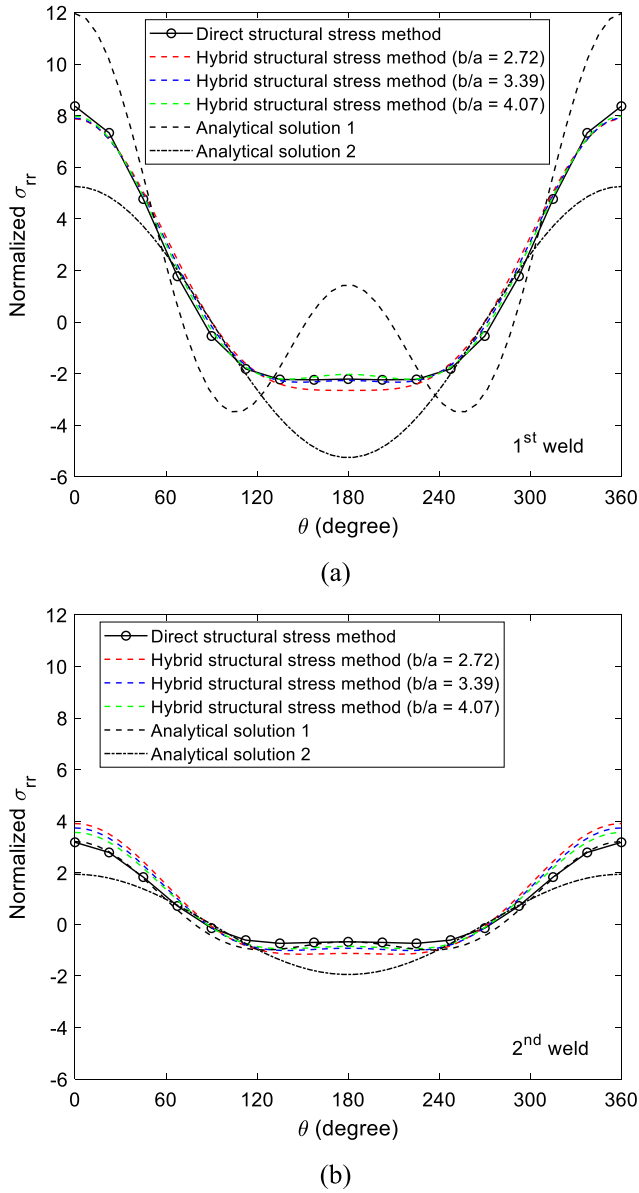 12
10
8
6
4
2
0
-2
-4
-6
Normalized σrr
Direct structural stress method
Hybrid structural stress method (b/a = 2.72)
Hybrid structural stress method (b/a = 3.39)
Hybrid structural stress method (b/a = 4.07)
Analytical solution 1
Analytical solution 2
1st weld
0 60 120 180 240 300 360
θ (degree)
(a)
12
10
8
6
4
2
0
-2
-4
-6
Normalized σrr
Direct structural stress method
Hybrid structural stress method (b/a = 2.72)
Hybrid structural stress method (b/a = 3.39)
Hybrid structural stress method (b/a = 4.07)
Analytical solution 1
Analytical solution 2
2nd weld
0 60 120 180 240 300 360
θ (degree)
(b)